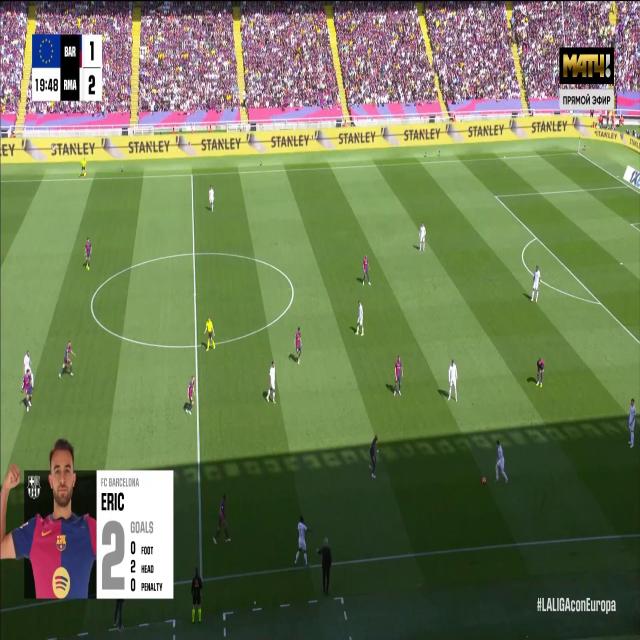 BAR 1
19:48 RMA 2
МАТЧ!
ПРЯМОЙ ЭФИР
STANLEY STANLEY STANLEY STANLEY STANLEY STANLEY STANLEY
FC BARCELONA
ERIC
2 GOALS
0 FOOT
2 HEAD
0 PENALTY
#LALIGAconEuropa